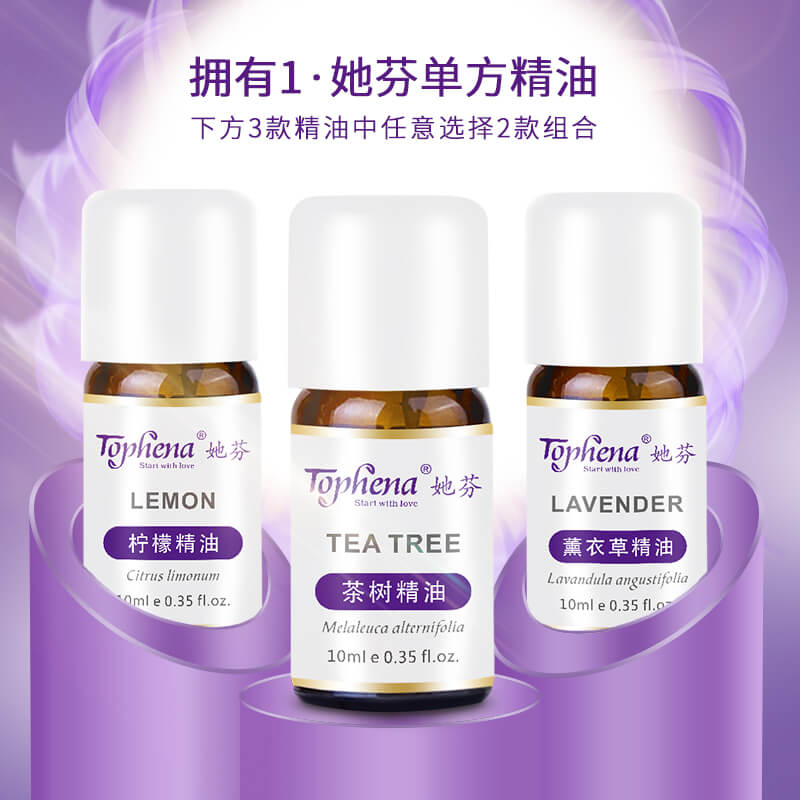 拥有1·她芬单方精油
下方3款精油中任意选择2款组合
Tophena® 她芬
Start with love
LEMON
柠檬精油
Citrus limonum
10ml e 0.35 fl.oz.
Tophena® 她芬
Start with love
TEA TREE
茶树精油
Melaleuca alternifolia
10ml e 0.35 fl.oz.
Tophena® 她芬
Start with love
LAVENDER
薰衣草精油
Lavandula angustifolia
10ml e 0.35 fl.oz.